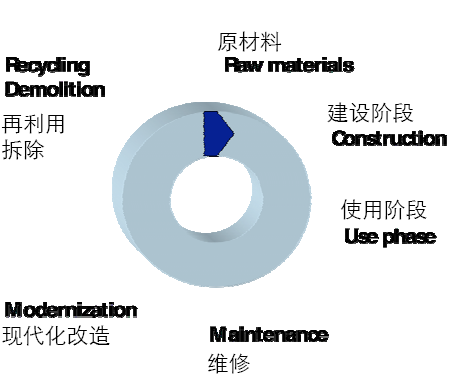 原材料
Raw materials
建设阶段
Construction
使用阶段
Use phase
Maintenance
维修
Modernization
现代化改造
Recycling
Demolition
再利用
拆除